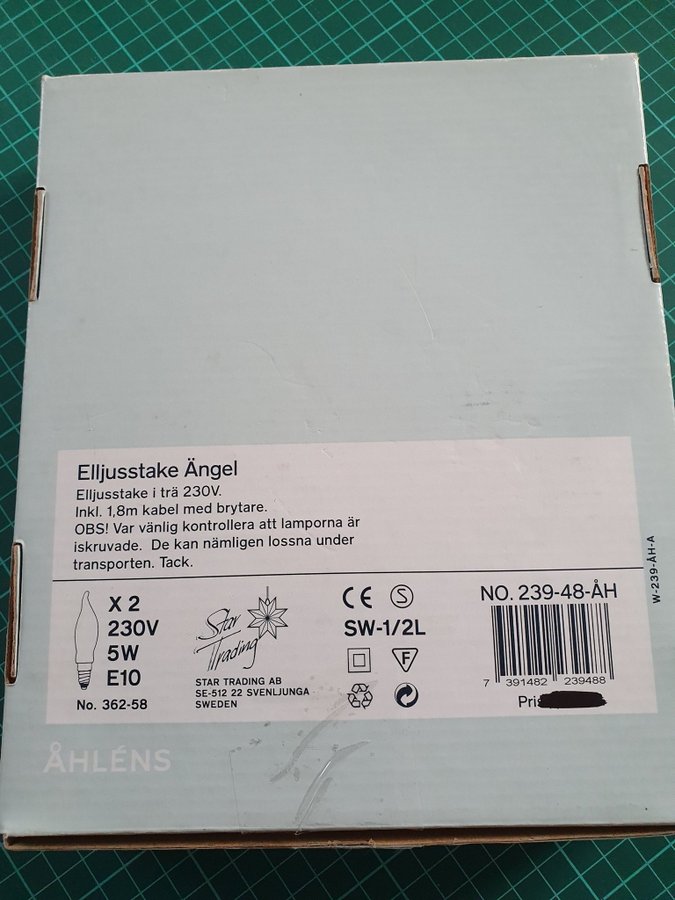 Elljusstake Ängel
Elljusstake i trä 230V.
Inkl. 1,8m kabel med brytare.
OBS! Var vänlig kontrollera att lamporna är
iskruvade. De kan nämligen lossna under
transporten. Tack.
X 2
230V
5W
E10
No. 362-58
Star
Trading
STAR TRADING AB
SE-512 22 SVENLJUNGA
SWEDEN
CE S
SW-1/2L
F
NO. 239-48-ÅH
7 391482 239488
Pris
W-239-ÅH-A
ÅHLÉNS